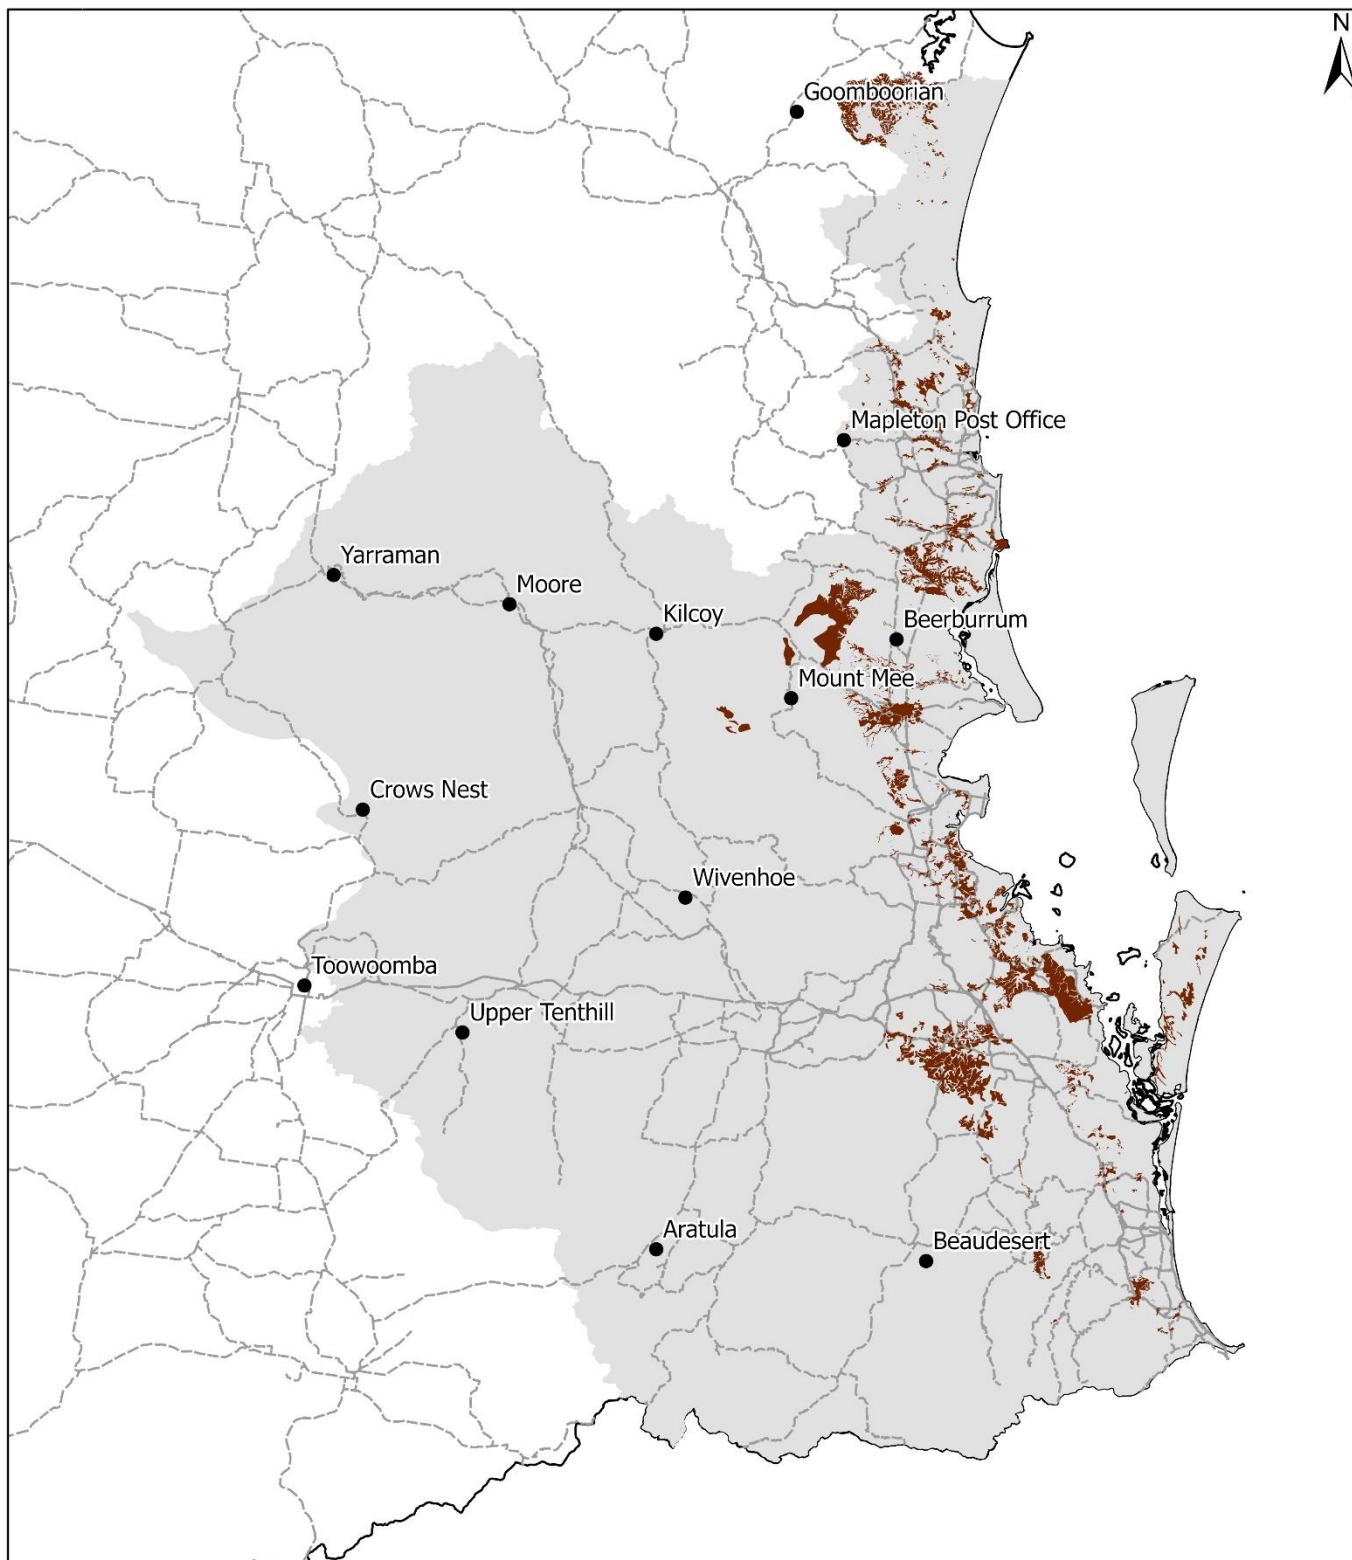 N
Goomboorian
Mapleton Post Office
Yarraman
Moore
Kilcoy
Beerburrum
Mount Mee
Crows Nest
Wivenhoe
Toowoomba
Upper Tenthill
Aratula
Beaudesert